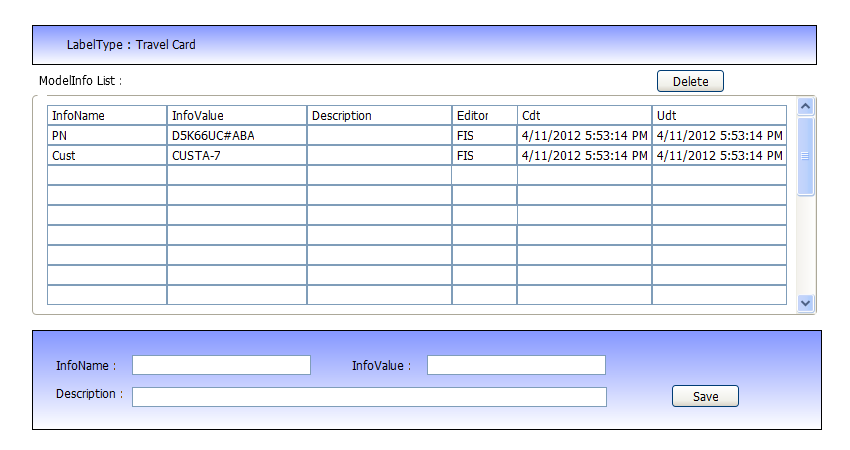 LabelType : Travel Card
ModelInfo List : Delete
InfoName InfoValue Description Editor Cdt Udt
PN D5K66UC#ABA FIS 4/11/2012 5:53:14 PM 4/11/2012 5:53:14 PM
Cust CUSTA-7 FIS 4/11/2012 5:53:14 PM 4/11/2012 5:53:14 PM
InfoName : InfoValue :
Description : Save